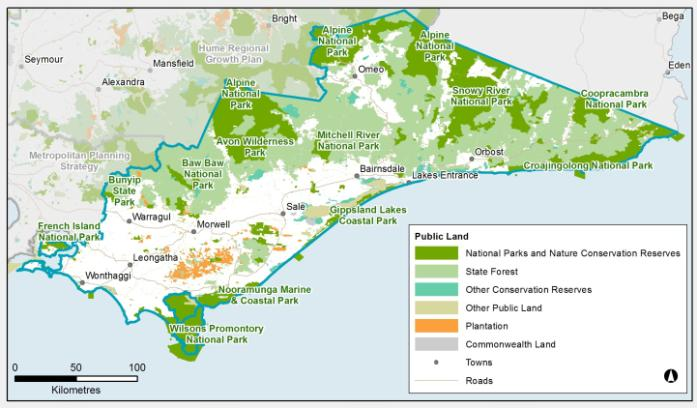 Bright
Bega
Alpine
National
Park
Alpine
National
Park
Hume Regional
Growth Plan
Seymour
Mansfield
Omeo
Eden
Alexandra
Alpine
National
Park
Snowy River
National Park
Coopracambra
National Park
Mitchell River
National Park
Avon Wilderness
Park
Metropolitan Planning
Strategy
Orbost
Baw Baw
National
Park
Croajingolong National Park
Bairnsdale
Lakes Entrance
Bunyip
State
Park
Sale
Gippsland Lakes
Coastal Park
Warragul
Morwell
French Island
National Park
Leongatha
Wonthaggi
Nooramunga Marine
& Coastal Park
Wilsons Promontory
National Park
Public Land
National Parks and Nature Conservation Reserves
State Forest
Other Conservation Reserves
Other Public Land
Plantation
Commonwealth Land
Towns
Roads
0 50 100
Kilometres